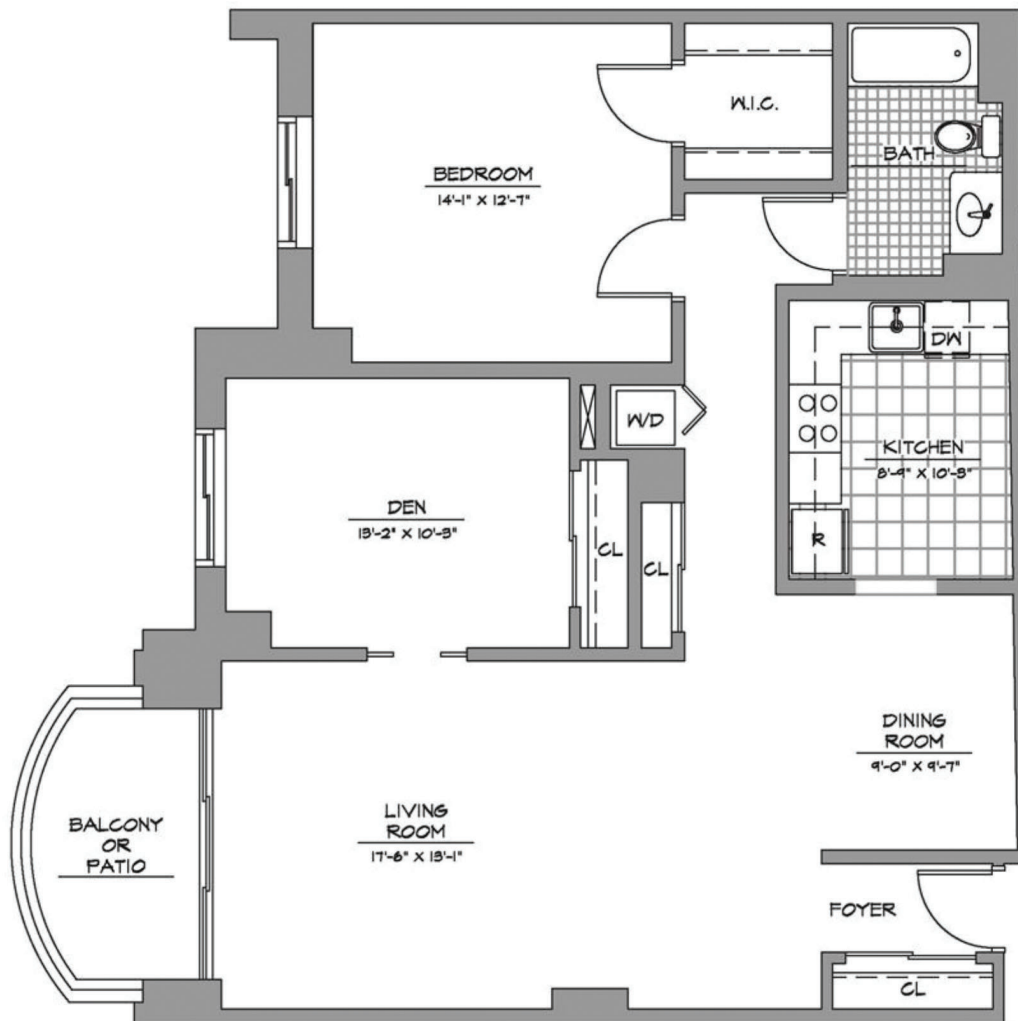 W.I.C.
BATH
BEDROOM
14'-1" X 12'-7"
DW
W/D
KITCHEN
8'-9" X 10'-3"
DEN
13'-2" X 10'-3"
R
CL
CL
DINING
ROOM
9'-0" X 9'-7"
LIVING
ROOM
17'-6" X 13'-1"
BALCONY
OR
PATIO
FOYER
CL